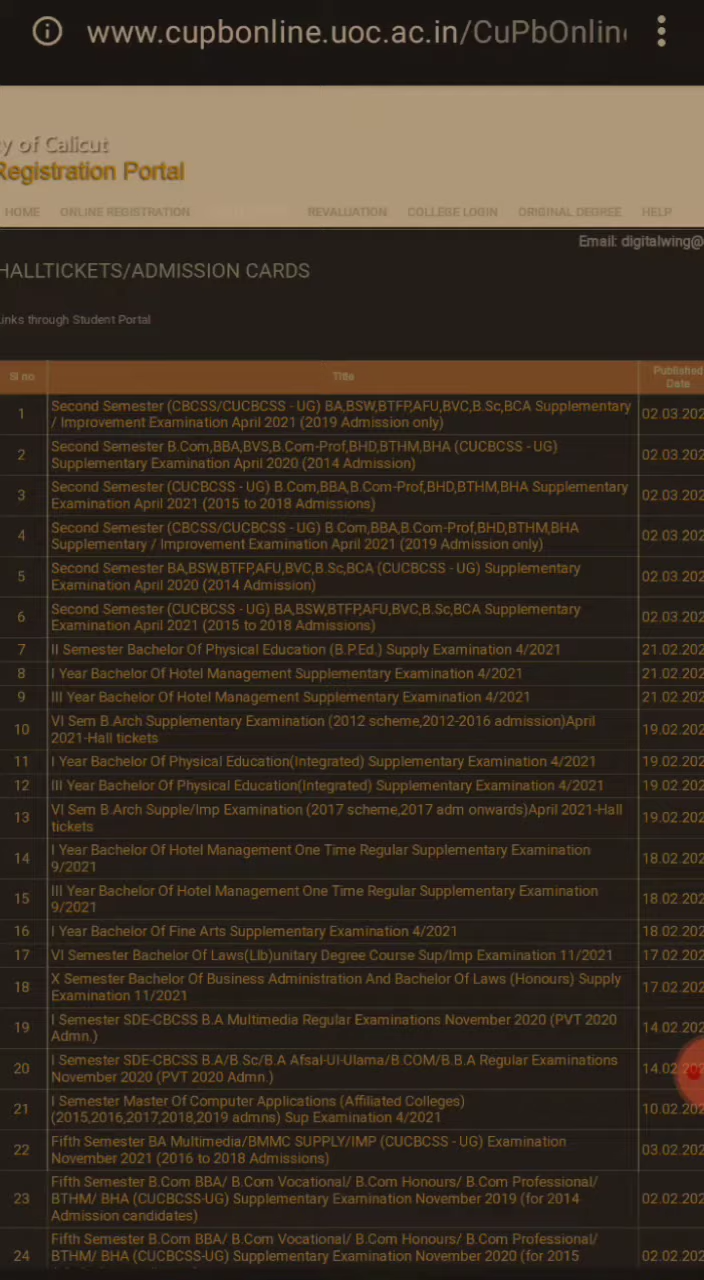 www.cupbonline.uoc.ac.in/CuPbOnline
y of Calicut
Registration Portal
HOME ONLINE REGISTRATION REVALUATION COLLEGE LOGIN ORIGINAL DEGREE HELP
Email: digitalwing@
HALLTICKETS/ADMISSION CARDS
inks through Student Portal
Sl no Title Published
Date
1 Second Semester (CBCSS/CUCBCSS - UG) BA,BSW,BTFP,AFU,BVC,B.Sc,BCA Supplementary
/ Improvement Examination April 2021 (2019 Admission only) 02.03.202
2 Second Semester B.Com,BBA,BVS,B.Com-Prof,BHD,BTHM,BHA (CUCBCSS - UG)
Supplementary Examination April 2020 (2014 Admission) 02.03.202
3 Second Semester (CUCBCSS - UG) B.Com,BBA,B.Com-Prof,BHD,BTHM,BHA Supplementary
Examination April 2021 (2015 to 2018 Admissions) 02.03.202
4 Second Semester (CBCSS/CUCBCSS - UG) B.Com,BBA,B.Com-Prof,BHD,BTHM,BHA
Supplementary / Improvement Examination April 2021 (2019 Admission only) 02.03.202
5 Second Semester BA,BSW,BTFP,AFU,BVC,B.Sc,BCA (CUCBCSS - UG) Supplementary
Examination April 2020 (2014 Admission) 02.03.202
6 Second Semester (CUCBCSS - UG) BA,BSW,BTFP,AFU,BVC,B.Sc,BCA Supplementary
Examination April 2021 (2015 to 2018 Admissions) 02.03.202
7 II Semester Bachelor Of Physical Education (B.P.Ed.) Supply Examination 4/2021 21.02.202
8 I Year Bachelor Of Hotel Management Supplementary Examination 4/2021 21.02.202
9 III Year Bachelor Of Hotel Management Supplementary Examination 4/2021 21.02.202
10 VI Sem B.Arch Supplementary Examination (2012 scheme,2012-2016 admission)April
2021-Hall tickets 19.02.202
11 I Year Bachelor Of Physical Education(Integrated) Supplementary Examination 4/2021 19.02.202
12 III Year Bachelor Of Physical Education(Integrated) Supplementary Examination 4/2021 19.02.202
13 VI Sem B.Arch Supple/Imp Examination (2017 scheme,2017 adm onwards)April 2021-Hall
tickets 19.02.202
14 I Year Bachelor Of Hotel Management One Time Regular Supplementary Examination
9/2021 18.02.202
15 III Year Bachelor Of Hotel Management One Time Regular Supplementary Examination
9/2021 18.02.202
16 I Year Bachelor Of Fine Arts Supplementary Examination 4/2021 18.02.202
17 VI Semester Bachelor Of Laws(Llb)unitary Degree Course Sup/Imp Examination 11/2021 17.02.202
18 X Semester Bachelor Of Business Administration And Bachelor Of Laws (Honours) Supply
Examination 11/2021 17.02.202
19 I Semester SDE-CBCSS B.A Multimedia Regular Examinations November 2020 (PVT 2020
Admn.) 14.02.202
20 I Semester SDE-CBCSS B.A/B.Sc/B.A Afsal-Ul-Ulama/B.COM/B.B.A Regular Examinations
November 2020 (PVT 2020 Admn.) 14.02.202
21 I Semester Master Of Computer Applications (Affiliated Colleges)
(2015,2016,2017,2018,2019 admns) Sup Examination 4/2021 10.02.202
22 Fifth Semester BA Multimedia/BMMC SUPPLY/IMP (CUCBCSS - UG) Examination
November 2021 (2016 to 2018 Admissions) 03.02.202
23 Fifth Semester B.Com BBA/ B.Com Vocational/ B.Com Honours/ B.Com Professional/
BTHM/ BHA (CUCBCSS-UG) Supplementary Examination November 2019 (for 2014
Admission candidates) 02.02.202
24 Fifth Semester B.Com BBA/ B.Com Vocational/ B.Com Honours/ B.Com Professional/
BTHM/ BHA (CUCBCSS-UG) Supplementary Examination November 2020 (for 2015 02.02.202